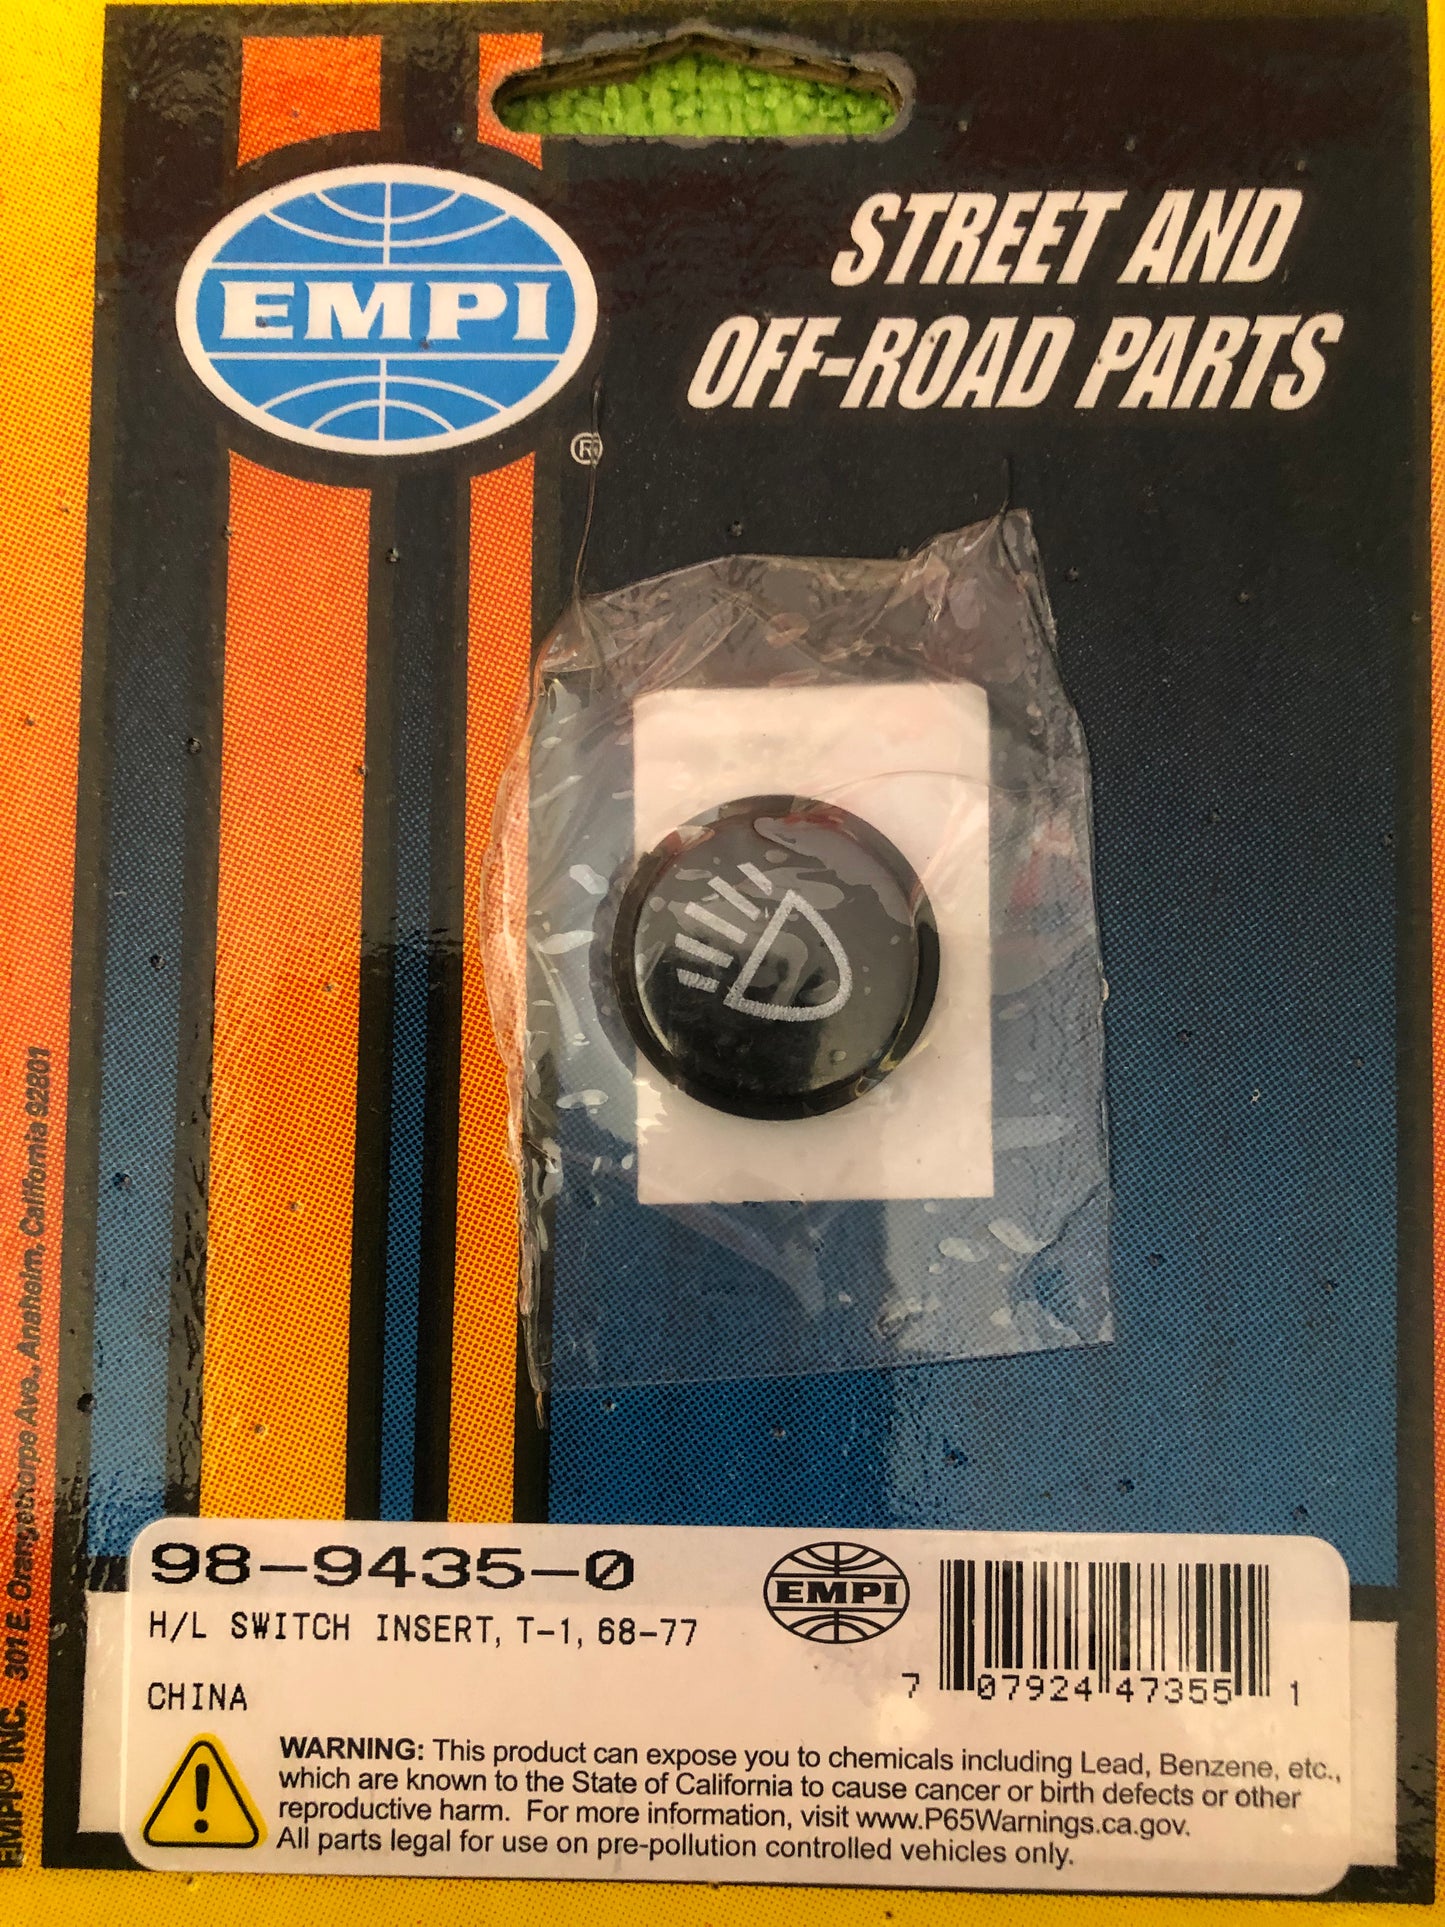 EMPI
®
STREET AND
OFF-ROAD PARTS
EMPI® INC. 301 E. Orangethorpe Ave., Anaheim, California 92801
98-9435-0
H/L SWITCH INSERT, T-1, 68-77
CHINA
EMPI
7 07924 47355 1
WARNING: This product can expose you to chemicals including Lead, Benzene, etc.,
which are known to the State of California to cause cancer or birth defects or other
reproductive harm. For more information, visit www.P65Warnings.ca.gov.
All parts legal for use on pre-pollution controlled vehicles only.